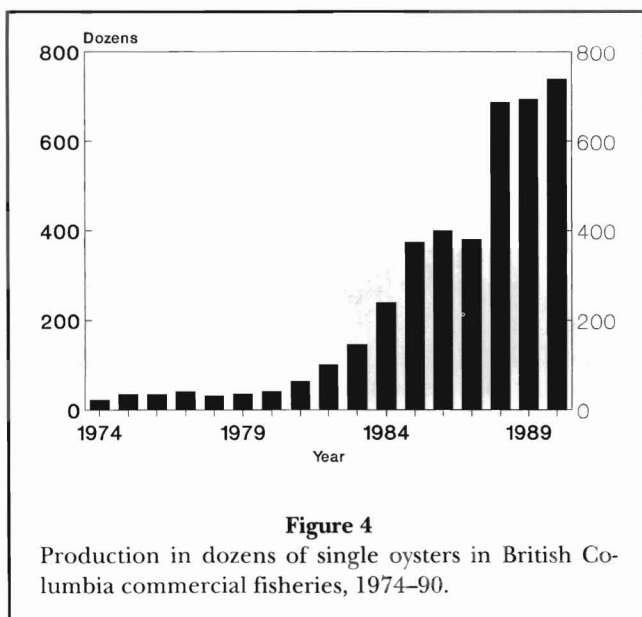 Dozens
800 800
600 600
400 400
200 200
0 0
1974 1979 1984 1989
Year
Figure 4
Production in dozens of single oysters in British Co-
lumbia commercial fisheries, 1974–90.